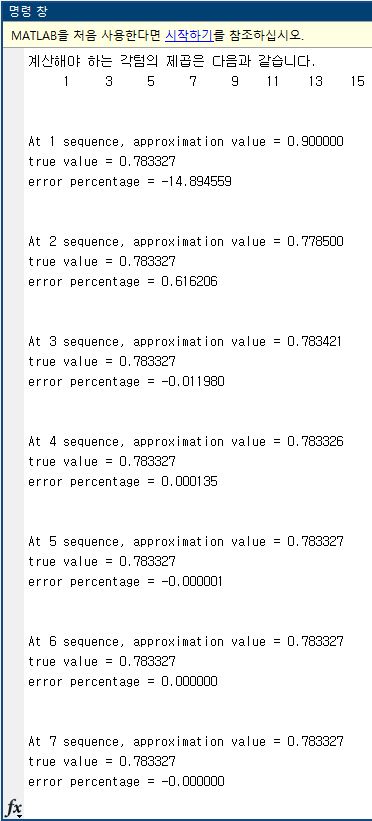 명령 창
MATLAB을 처음 사용한다면 시작하기를 참조하십시오.
계산해야 하는 각텀의 제곱은 다음과 같습니다.
1 3 5 7 9 11 13 15
At 1 sequence, approximation value = 0.900000
true value = 0.783327
error percentage = -14.894559
At 2 sequence, approximation value = 0.778500
true value = 0.783327
error percentage = 0.616206
At 3 sequence, approximation value = 0.783421
true value = 0.783327
error percentage = -0.011980
At 4 sequence, approximation value = 0.783326
true value = 0.783327
error percentage = 0.000135
At 5 sequence, approximation value = 0.783327
true value = 0.783327
error percentage = -0.000001
At 6 sequence, approximation value = 0.783327
true value = 0.783327
error percentage = 0.000000
At 7 sequence, approximation value = 0.783327
true value = 0.783327
error percentage = -0.000000
fx